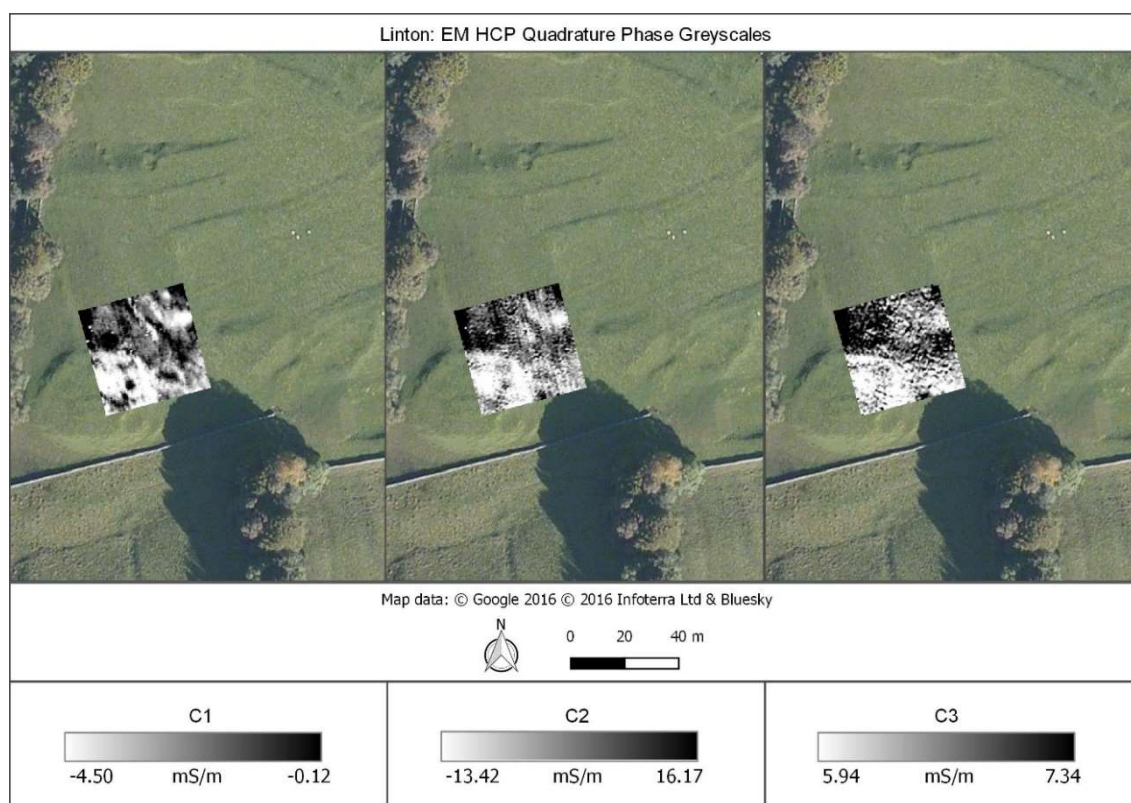 Linton: EM HCP Quadrature Phase Greyscales
Map data: © Google 2016 © 2016 Infoterra Ltd & Bluesky
N
0 20 40 m
C1
-4.50 mS/m -0.12
C2
-13.42 mS/m 16.17
C3
5.94 mS/m 7.34